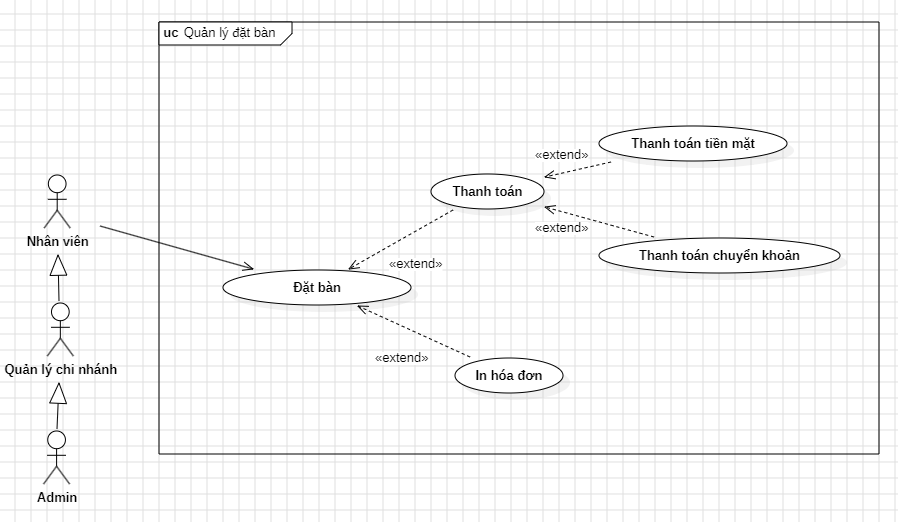 uc Quản lý đặt bàn
Thanh toán tiền mặt
«extend»
Thanh toán
«extend»
Thanh toán chuyển khoản
Nhân viên
«extend»
Đặt bàn
«extend»
In hóa đơn
Quản lý chi nhánh
Admin